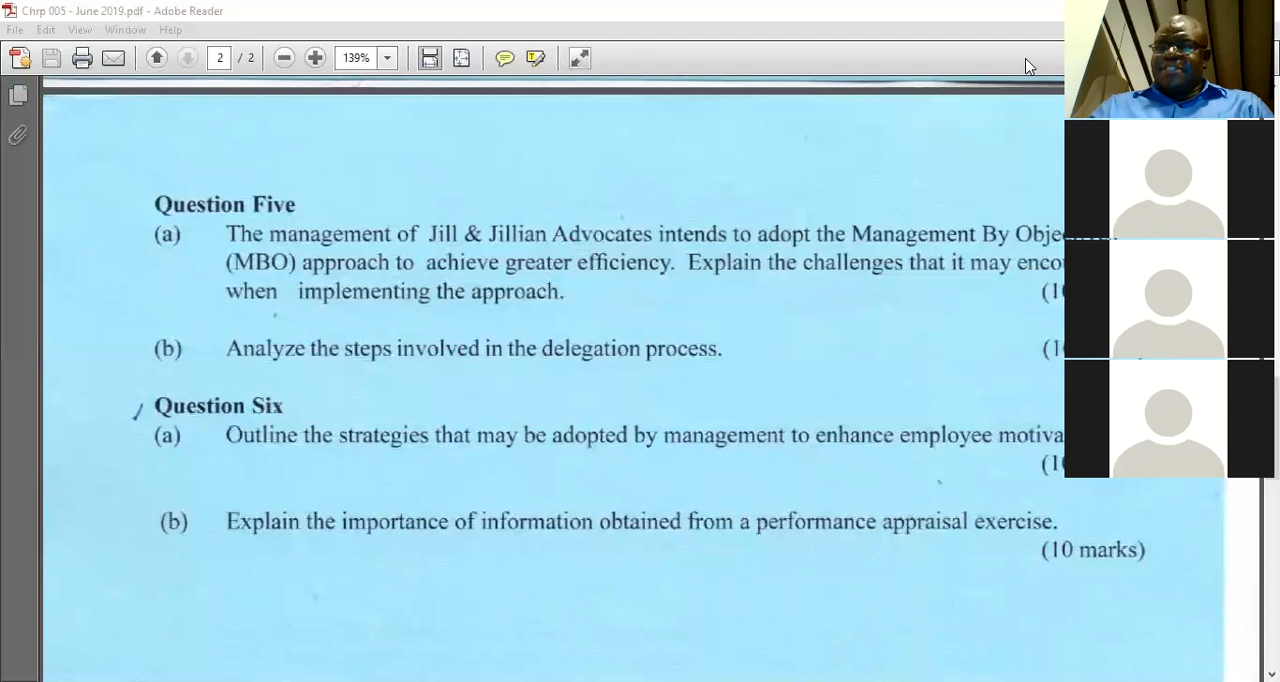 Chrp 005 - June 2019.pdf - Adobe Reader
File Edit View Window Help
2 / 2 139%
Question Five
(a) The management of Jill & Jillian Advocates intends to adopt the Management By
(MBO) approach to achieve greater efficiency. Explain the challenges that it may
when implementing the approach.
(b) Analyze the steps involved in the delegation process.
Question Six
(a) Outline the strategies that may be adopted by management to enhance employee
(b) Explain the importance of information obtained from a performance appraisal exercise.
(10 marks)